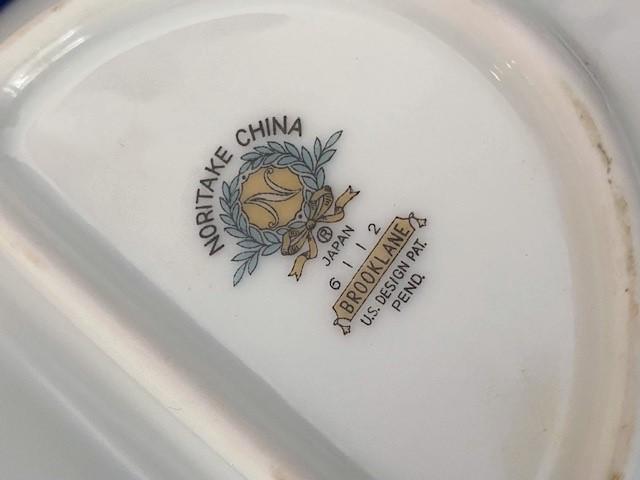 NORITAKE CHINA
N
®
JAPAN
6112
BROOKLANE
U.S. DESIGN PAT.
PEND.